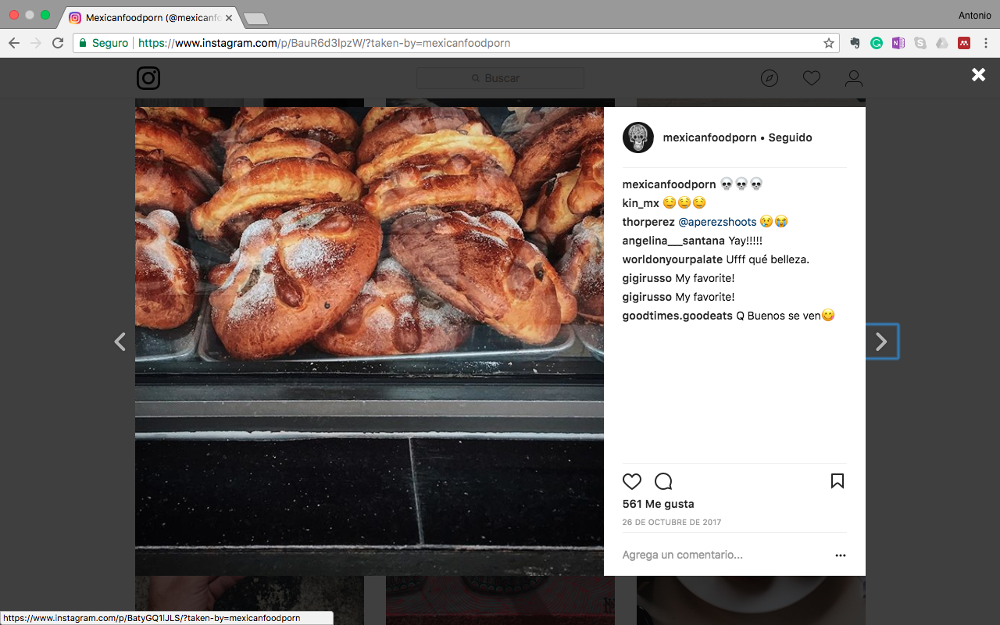 Mexicanfoodporn (@mexicanfo
Antonio
Seguro https://www.instagram.com/p/BauR6d3lpzW/?taken-by=mexicanfoodporn
Buscar
mexicanfoodporn • Seguido
mexicanfoodporn 💀💀💀
kin_mx 🤤🤤🤤
thorperez @aperezshoots 😢😭
angelina__santana Yay!!!!!
worldonyourpalate Ufff qué belleza.
gigirusso My favorite!
gigirusso My favorite!
goodtimes.goodeats Q Buenos se ven😋
561 Me gusta
26 DE OCTUBRE DE 2017
Agrega un comentario...
https://www.instagram.com/p/BatyGQ1lJLS/?taken-by=mexicanfoodporn